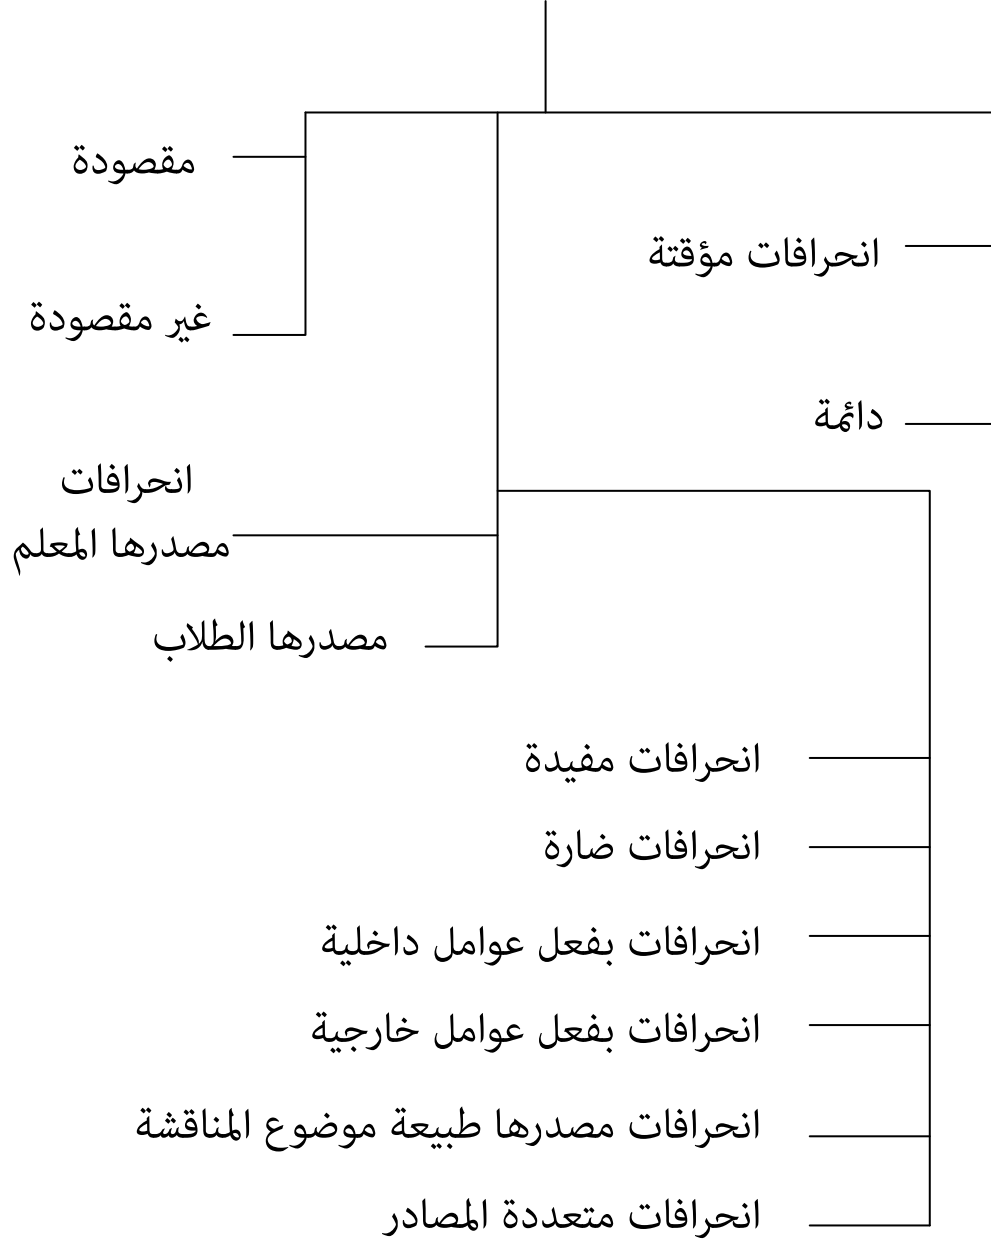 مقصودة
انحرافات مؤقتة
غير مقصودة
دائمة
انحرافات
مصدرها المعلم
مصدرها الطلاب
انحرافات مفيدة
انحرافات ضارة
انحرافات بفعل عوامل داخلية
انحرافات بفعل عوامل خارجية
انحرافات مصدرها طبيعة موضوع المناقشة
انحرافات متعددة المصادر